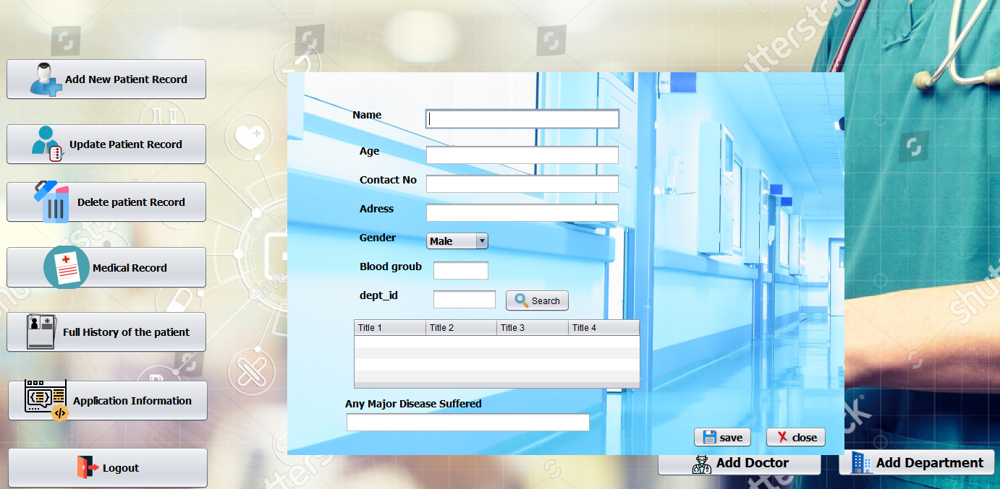 Add New Patient Record
Update Patient Record
Delete patient Record
Medical Record
Full History of the patient
Application Information
Logout
Name
Age
Contact No
Adress
Gender
Male
Blood groub
dept_id
Search
Title 1
Title 2
Title 3
Title 4
Any Major Disease Suffered
save
close
Add Doctor
Add Department
shutterstock